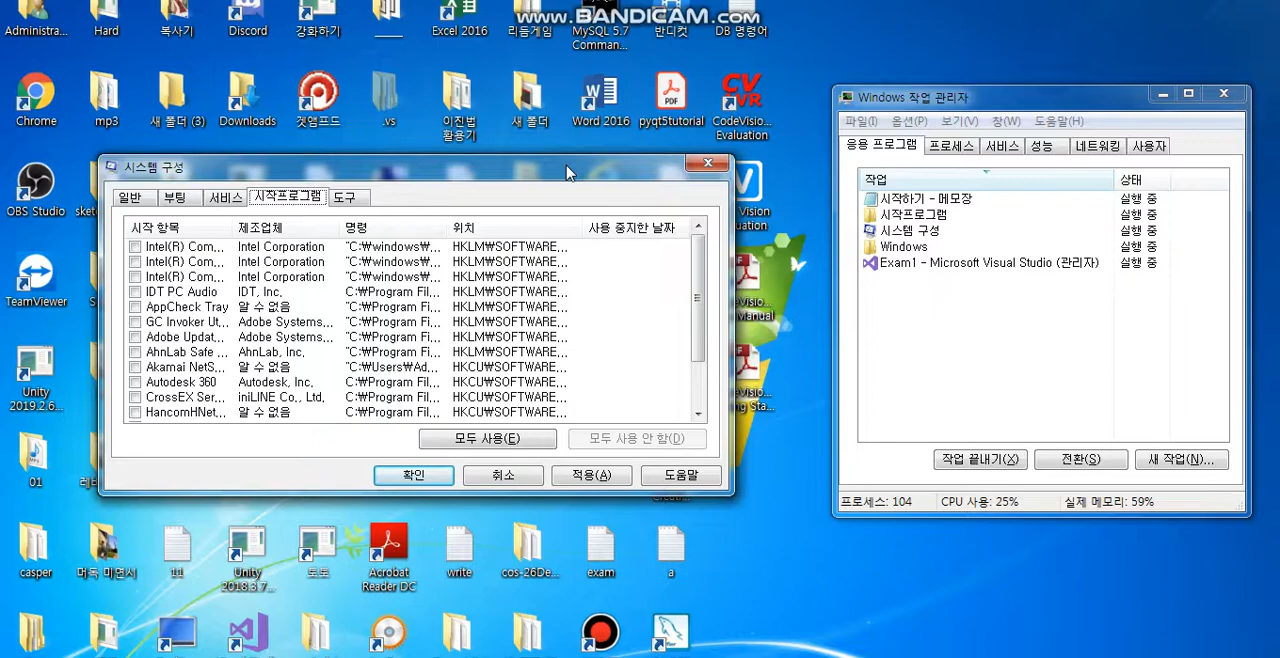 www.BANDICAM.com
Administra...
Hard
복사기
Discord
강화하기
Excel 2016
리듬게임
MySQL 5.7
Comman...
반디컷
DB 명령어
Chrome
mp3
새 폴더 (3)
Downloads
겟앰프드
.vs
이진법
활용기
새 폴더
Word 2016
PDF
pyqt5tutorial
CV
VR
CodeVision...
Evaluation
OBS Studio
TeamViewer
Unity
2019.2.6...
01
시스템 구성
일반
부팅
서비스
시작프로그램
도구
시작 항목
제조업체
명령
위치
사용 중지한 날짜
Intel(R) Com... Intel Corporation "C:₩windows₩... HKLM₩SOFTWARE...
Intel(R) Com... Intel Corporation "C:₩windows₩... HKLM₩SOFTWARE...
Intel(R) Com... Intel Corporation "C:₩windows₩... HKLM₩SOFTWARE...
IDT PC Audio IDT, Inc. C:₩Program Fil... HKLM₩SOFTWARE...
AppCheck Tray 알 수 없음 "C:₩Program Fi... HKLM₩SOFTWARE...
GC Invoker Ut... Adobe Systems... "C:₩Program Fi... HKLM₩SOFTWARE...
Adobe Updat... Adobe Systems... "C:₩Program Fi... HKLM₩SOFTWARE...
AhnLab Safe ... AhnLab, Inc. "C:₩Program Fi... HKLM₩SOFTWARE...
Akamai NetS... 알 수 없음 "C:₩Users₩Ad... HKCU₩SOFTWARE...
Autodesk 360 Autodesk, Inc. C:₩Program Fil... HKCU₩SOFTWARE...
CrossEX Ser... iniLINE Co., Ltd. C:₩Program Fil... HKCU₩SOFTWARE...
HancomHNet... 알 수 없음 C:₩Program Fil... HKCU₩SOFTWARE...
모두 사용(E)
모두 사용 안 함(D)
확인
취소
적용(A)
도움말
Windows 작업 관리자
파일(I) 옵션(P) 보기(V) 창(W) 도움말(H)
응용 프로그램
프로세스
서비스
성능
네트워킹
사용자
작업 상태
시작하기 - 메모장 실행 중
시작프로그램 실행 중
시스템 구성 실행 중
Windows 실행 중
Exam1 - Microsoft Visual Studio (관리자) 실행 중
작업 끝내기(X)
전환(S)
새 작업(N)...
프로세스: 104
CPU 사용: 25%
실제 메모리: 59%
casper
11
Unity
2018.3.7...
토토
Acrobat
Reader DC
write
cos-26De...
exam
a